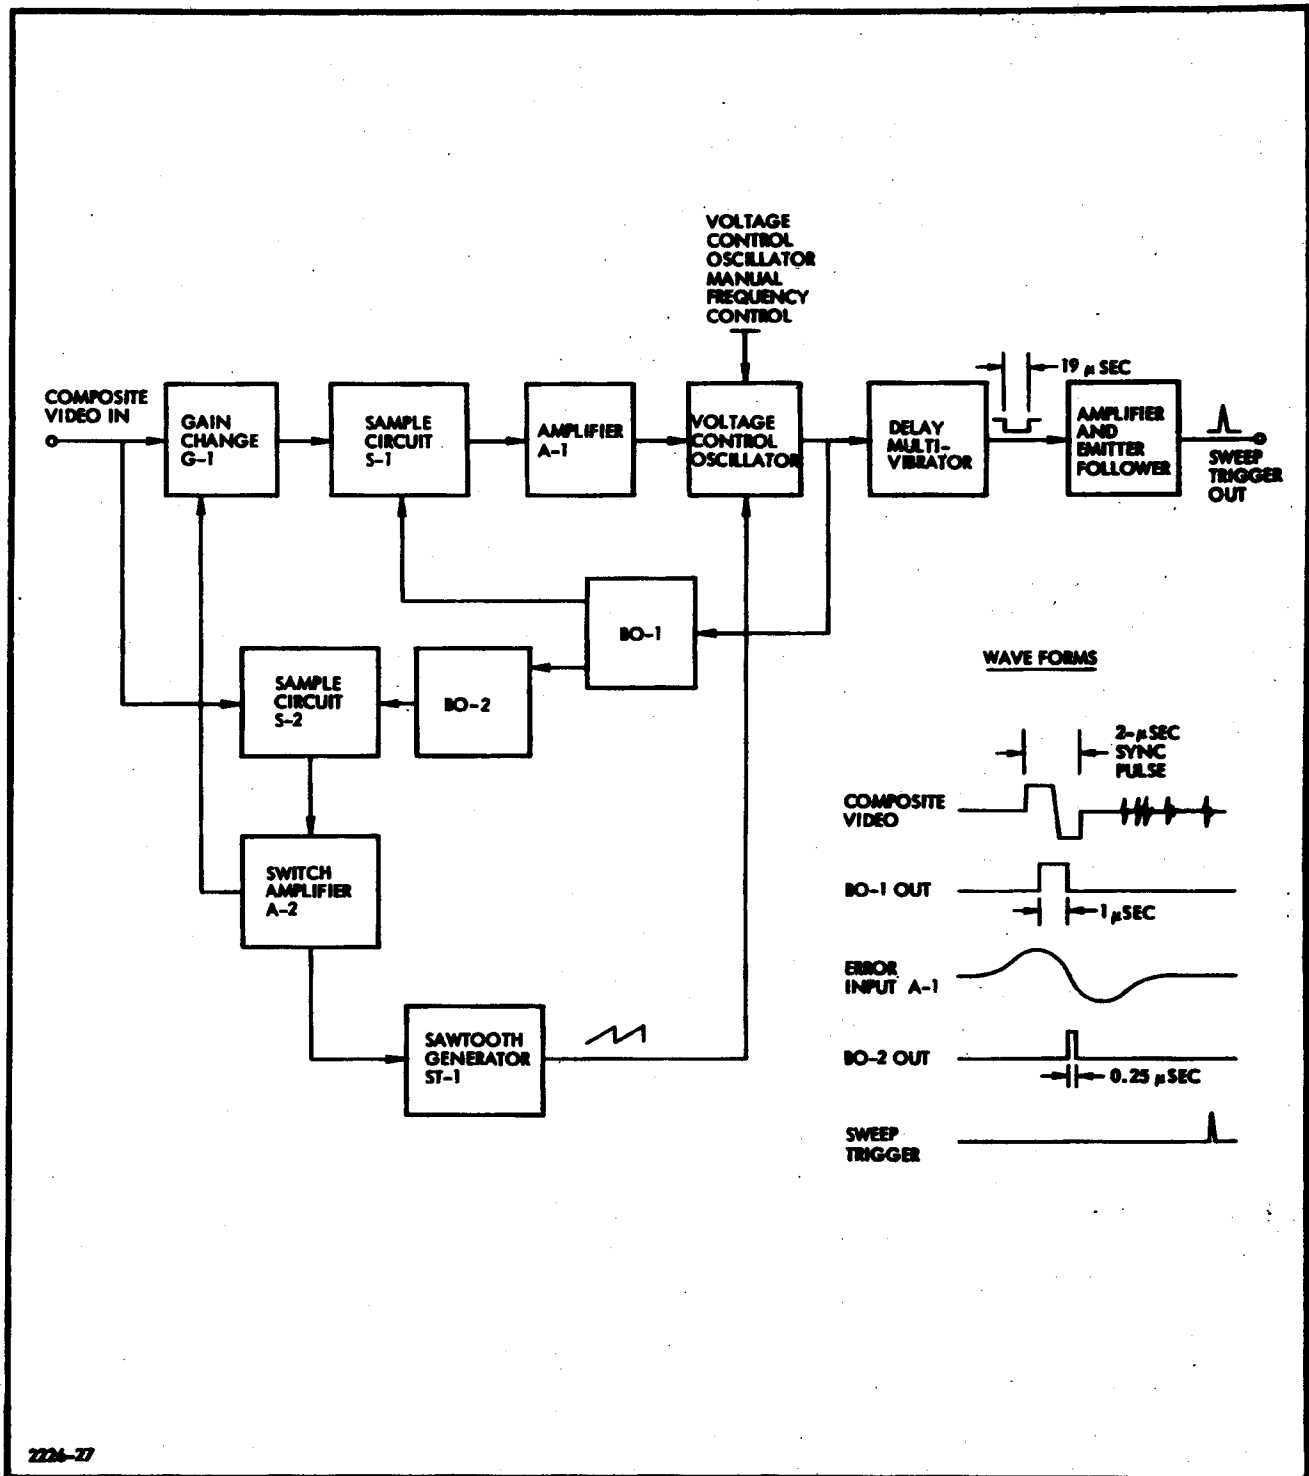 VOLTAGE
CONTROL
OSCILLATOR
MANUAL
FREQUENCY
CONTROL
COMPOSITE
VIDEO IN
GAIN
CHANGE
G-1
SAMPLE
CIRCUIT
S-1
AMPLIFIER
A-1
VOLTAGE
CONTROL
OSCILLATOR
DELAY
MULTI-
VIBRATOR
19 μ SEC
AMPLIFIER
AND
EMITTER
FOLLOWER
SWEEP
TRIGGER
OUT
BO-1
SAMPLE
CIRCUIT
S-2
BO-2
SWITCH
AMPLIFIER
A-2
SAWTOOTH
GENERATOR
ST-1
WAVE FORMS
2-μSEC
SYNC
PULSE
COMPOSITE
VIDEO
BO-1 OUT
1 μSEC
ERROR
INPUT A-1
BO-2 OUT
0.25 μSEC
SWEEP
TRIGGER
2226-27